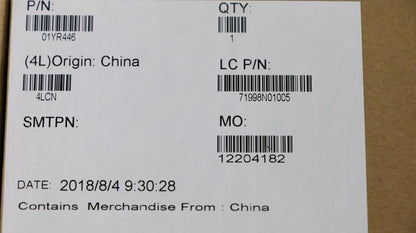 P/N: QTY:
01YR446 1
(4L)Origin: China LC P/N:
4LCN 71998N01005
SMTPN: MO:
12204182
DATE: 2018/8/4 9:30:28
Contains Merchandise From : China